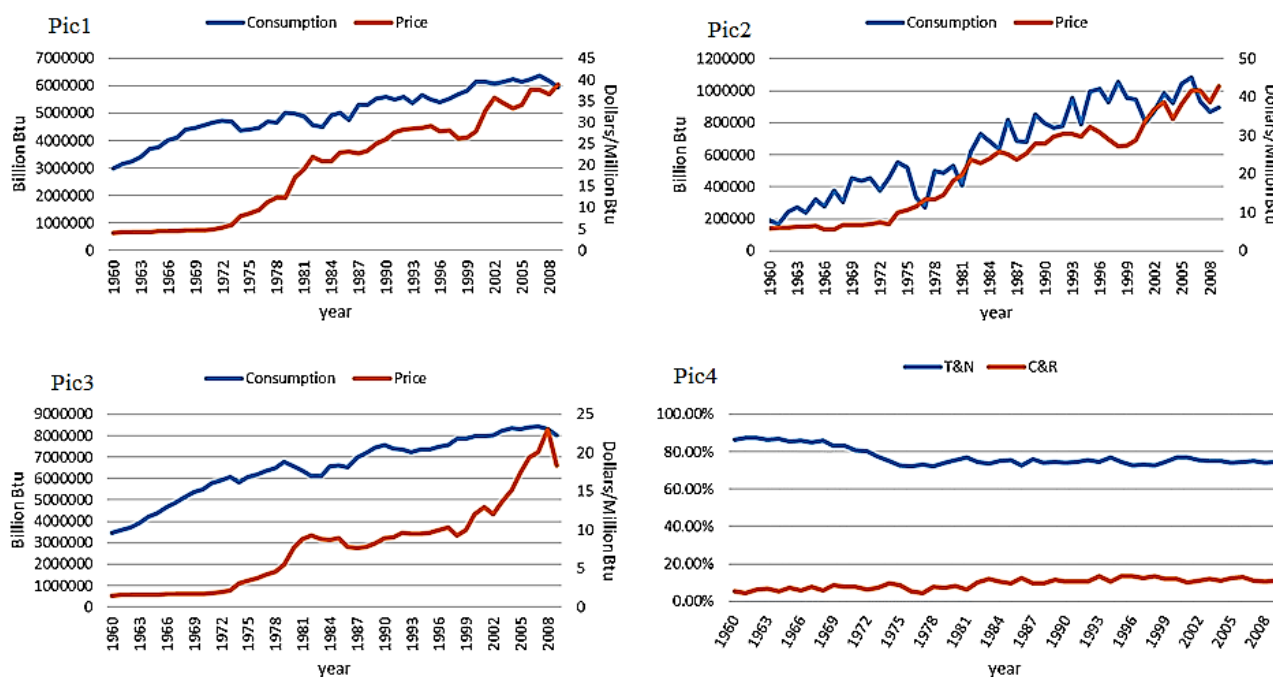 Pic1
Consumption Price
7000000
6000000
5000000
4000000
3000000
2000000
1000000
0
Billion Btu
45
40
35
30
25
20
15
10
5
0
Dollars/Million Btu
1960 1963 1966 1969 1972 1975 1978 1981 1984 1987 1990 1993 1996 1999 2002 2005 2008
year
Pic2
Consumption Price
1200000
1000000
800000
600000
400000
200000
0
Billion Btu
50
40
30
20
10
0
Dollars/Million Btu
1960 1963 1966 1969 1972 1975 1978 1981 1984 1987 1990 1993 1996 1999 2002 2005 2008
year
Pic3
Consumption Price
9000000
8000000
7000000
6000000
5000000
4000000
3000000
2000000
1000000
0
Billion Btu
25
20
15
10
5
0
Dollars/Million Btu
1960 1963 1966 1969 1972 1975 1978 1981 1984 1987 1990 1993 1996 1999 2002 2005 2008
year
Pic4
T&N C&R
100.00%
80.00%
60.00%
40.00%
20.00%
0.00%
1960 1963 1966 1969 1972 1975 1978 1981 1984 1987 1990 1993 1996 1999 2002 2005 2008
year